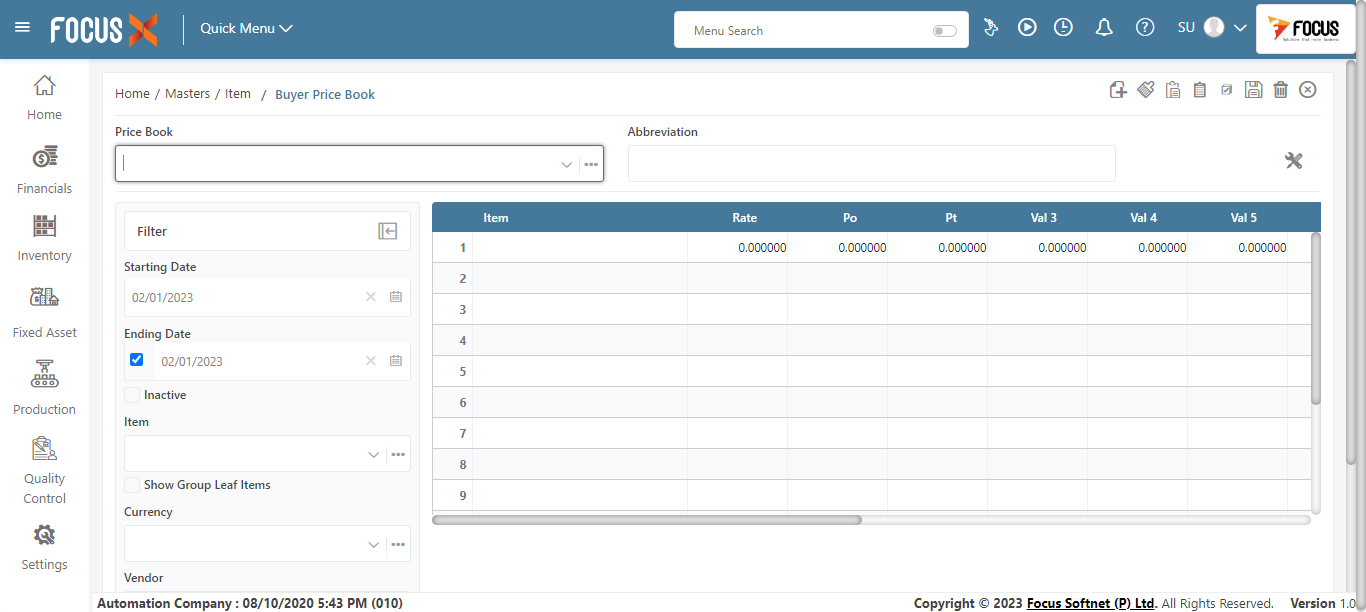 FOCUS X
Quick Menu
Menu Search
SU
FOCUS
Home / Masters / Item / Buyer Price Book
Home
Financials
Inventory
Fixed Asset
Production
Quality
Control
Settings
Price Book
Abbreviation
Filter
Starting Date
02/01/2023
Ending Date
02/01/2023
Inactive
Item
Show Group Leaf Items
Currency
Vendor
Item Rate Po Pt Val 3 Val 4 Val 5
1 0.000000 0.000000 0.000000 0.000000 0.000000 0.000000
2
3
4
5
6
7
8
9
Automation Company : 08/10/2020 5:43 PM (010)
Copyright © 2023 Focus Softnet (P) Ltd. All Rights Reserved. Version 1.0